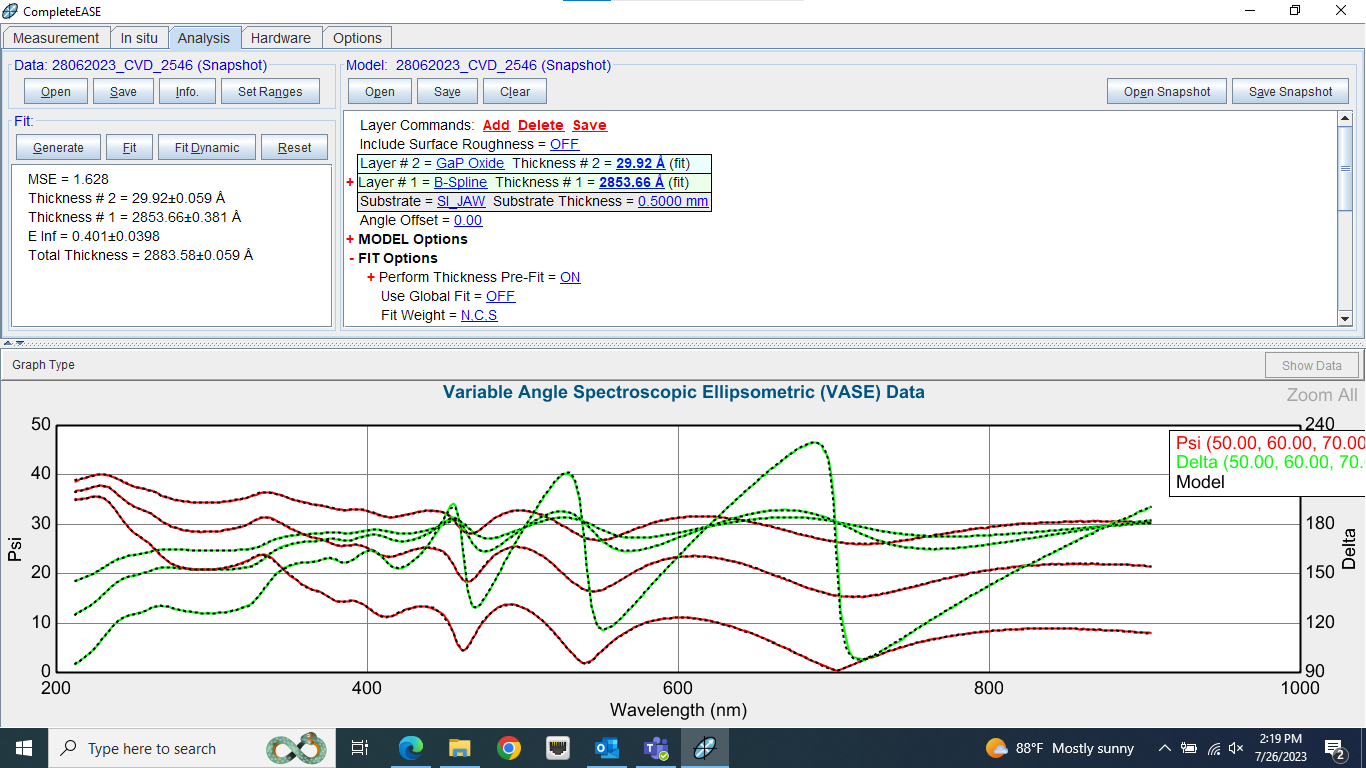 CompleteEASE
Measurement In situ Analysis Hardware Options
Data: 28062023_CVD_2546 (Snapshot)
Open Save Info. Set Ranges
Model: 28062023_CVD_2546 (Snapshot)
Open Save Clear Open Snapshot Save Snapshot
Fit:
Generate Fit Fit Dynamic Reset
MSE = 1.628
Thickness # 2 = 29.92±0.059 Å
Thickness # 1 = 2853.66±0.381 Å
E Inf = 0.401±0.0398
Total Thickness = 2883.58±0.059 Å
Layer Commands: Add Delete Save
Include Surface Roughness = OFF
Layer # 2 = GaP Oxide Thickness # 2 = 29.92 Å (fit)
+ Layer # 1 = B-Spline Thickness # 1 = 2853.66 Å (fit)
Substrate = SI_JAW Substrate Thickness = 0.5000 mm
Angle Offset = 0.00
+ MODEL Options
- FIT Options
+ Perform Thickness Pre-Fit = ON
Use Global Fit = OFF
Fit Weight = N,C,S
Graph Type Show Data
Variable Angle Spectroscopic Ellipsometric (VASE) Data
Zoom All
50 240
Psi (50.00, 60.00, 70.00
Delta (50.00, 60.00, 70.
Model
40
30 180
20 150
10 120
0 90
Psi
Delta
200 400 600 800 1000
Wavelength (nm)
Type here to search
88°F Mostly sunny
2:19 PM
7/26/2023
2